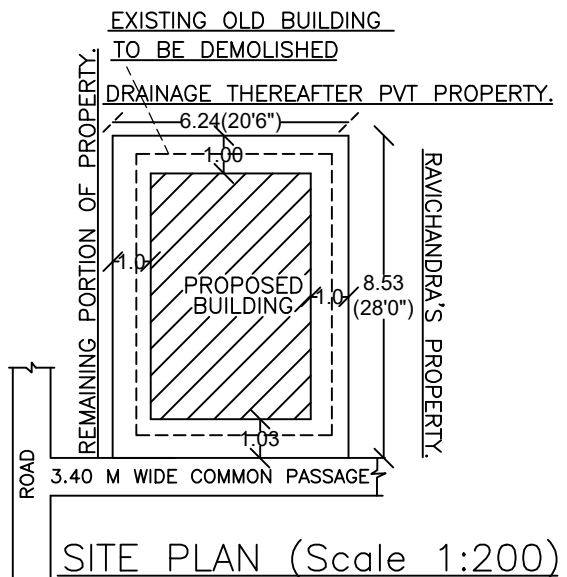 EXISTING OLD BUILDING
TO BE DEMOLISHED
DRAINAGE THEREAFTER PVT PROPERTY.
6.24(20'6")
1.00
REMAINING PORTION OF PROPERTY.
RAVICHANDRA'S PROPERTY.
1.0
PROPOSED
BUILDING
1.0
8.53
(28'0")
1.03
ROAD
3.40 M WIDE COMMON PASSAGE
SITE PLAN (Scale 1:200)